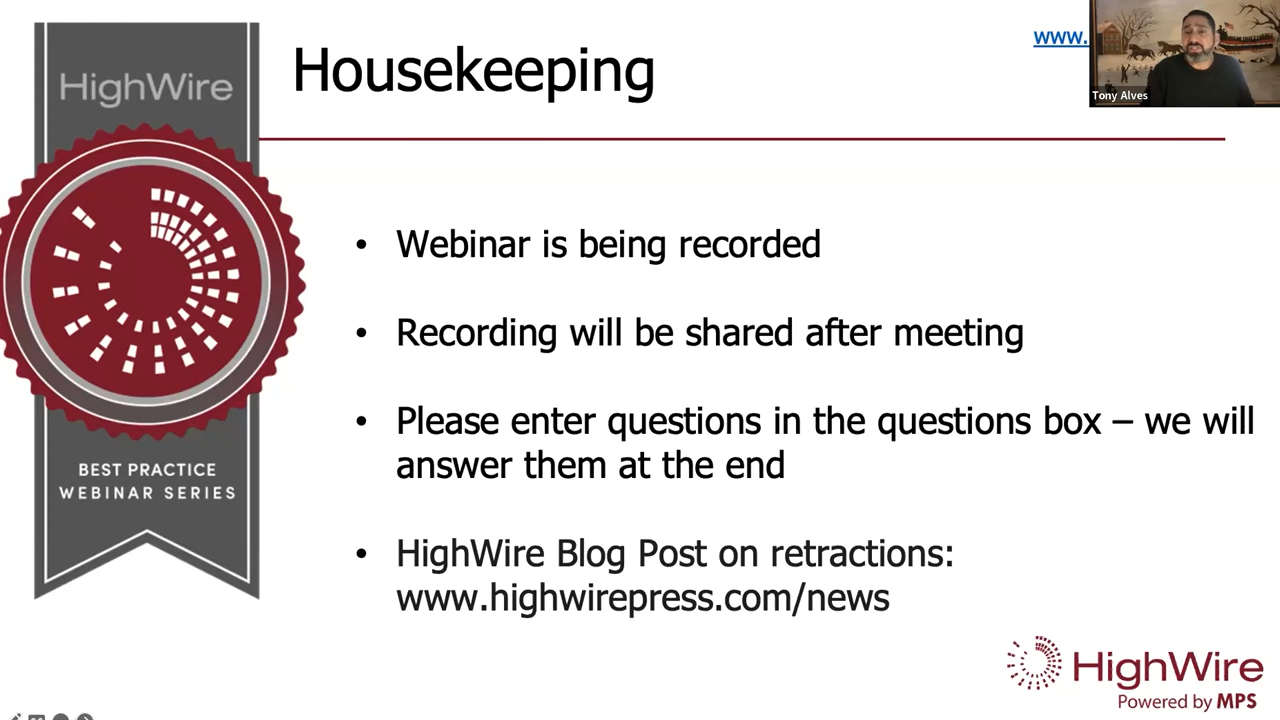 HighWire
Housekeeping
www.
Tony Alves
• Webinar is being recorded
• Recording will be shared after meeting
• Please enter questions in the questions box – we will
answer them at the end
• HighWire Blog Post on retractions:
www.highwirepress.com/news
BEST PRACTICE
WEBINAR SERIES
HighWire
Powered by MPS